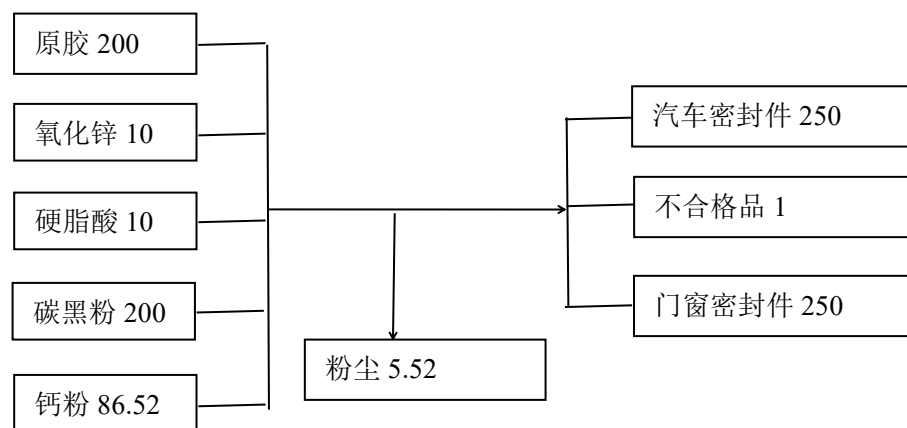 原胶 200
氧化锌 10
硬脂酸 10
碳黑粉 200
钙粉 86.52
粉尘 5.52
汽车密封件 250
不合格品 1
门窗密封件 250